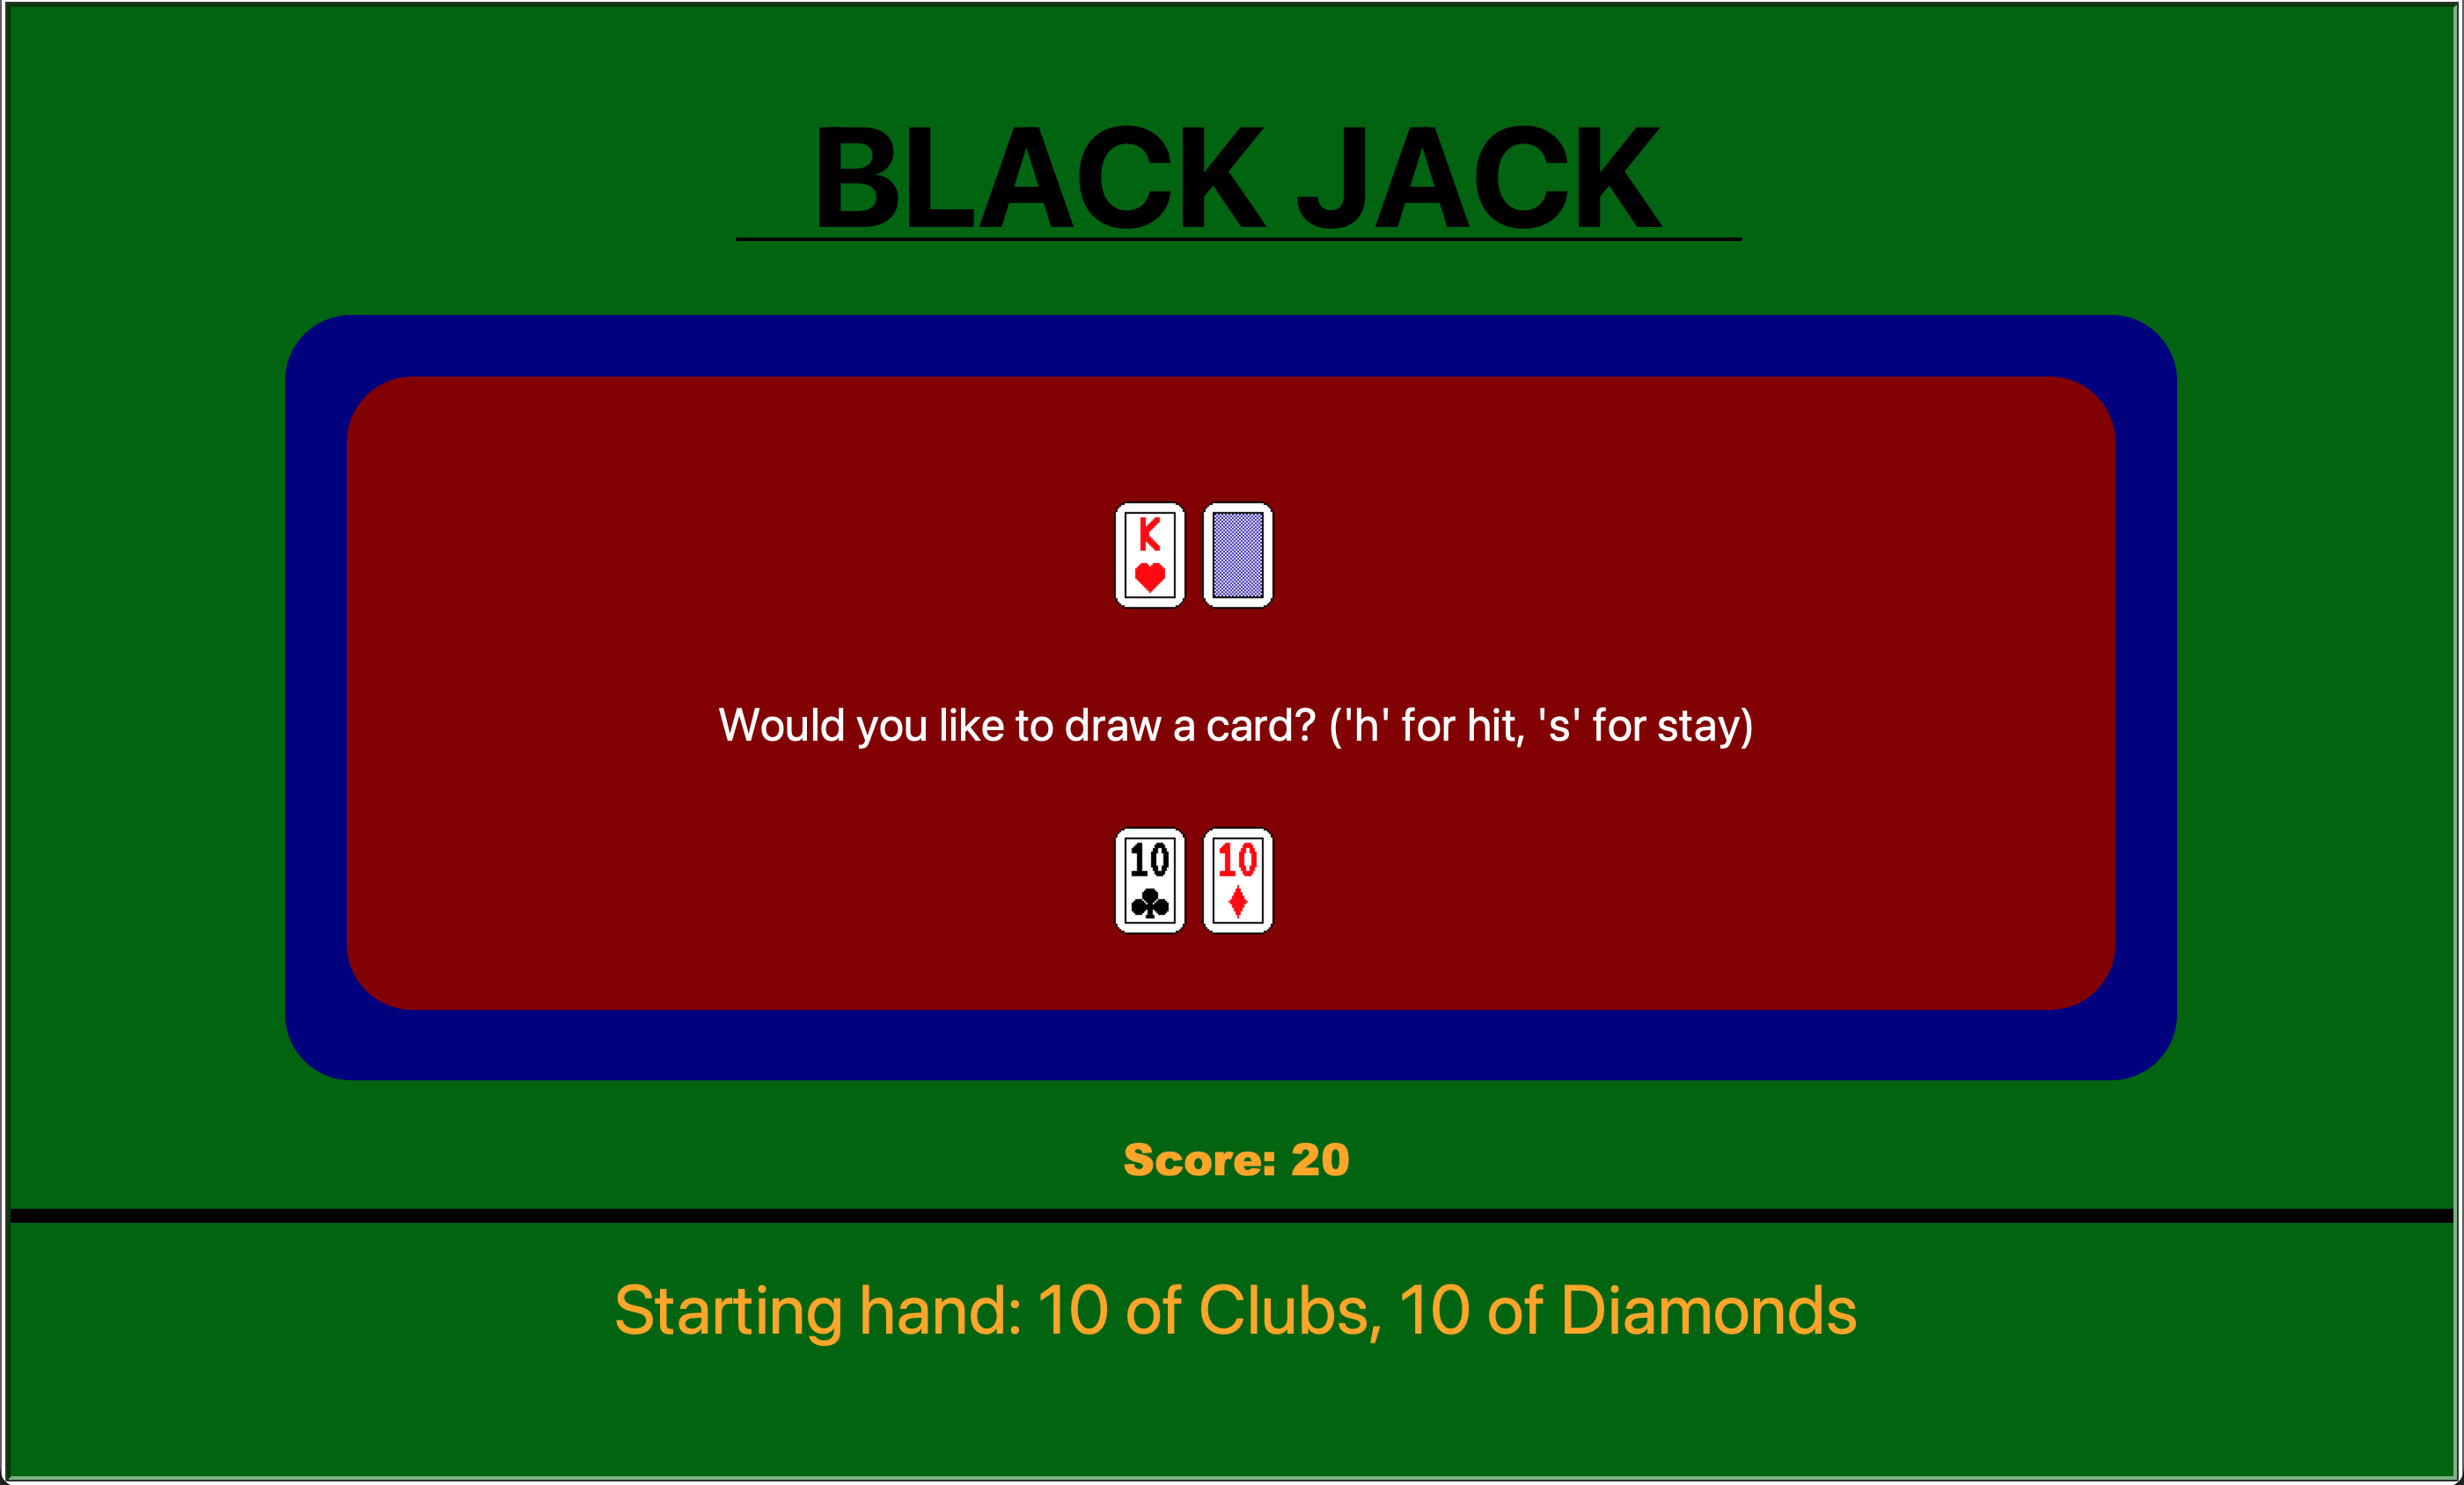 BLACK JACK
K
Would you like to draw a card? ('h' for hit, 's' for stay)
10 10
Score: 20
Starting hand: 10 of Clubs, 10 of Diamonds